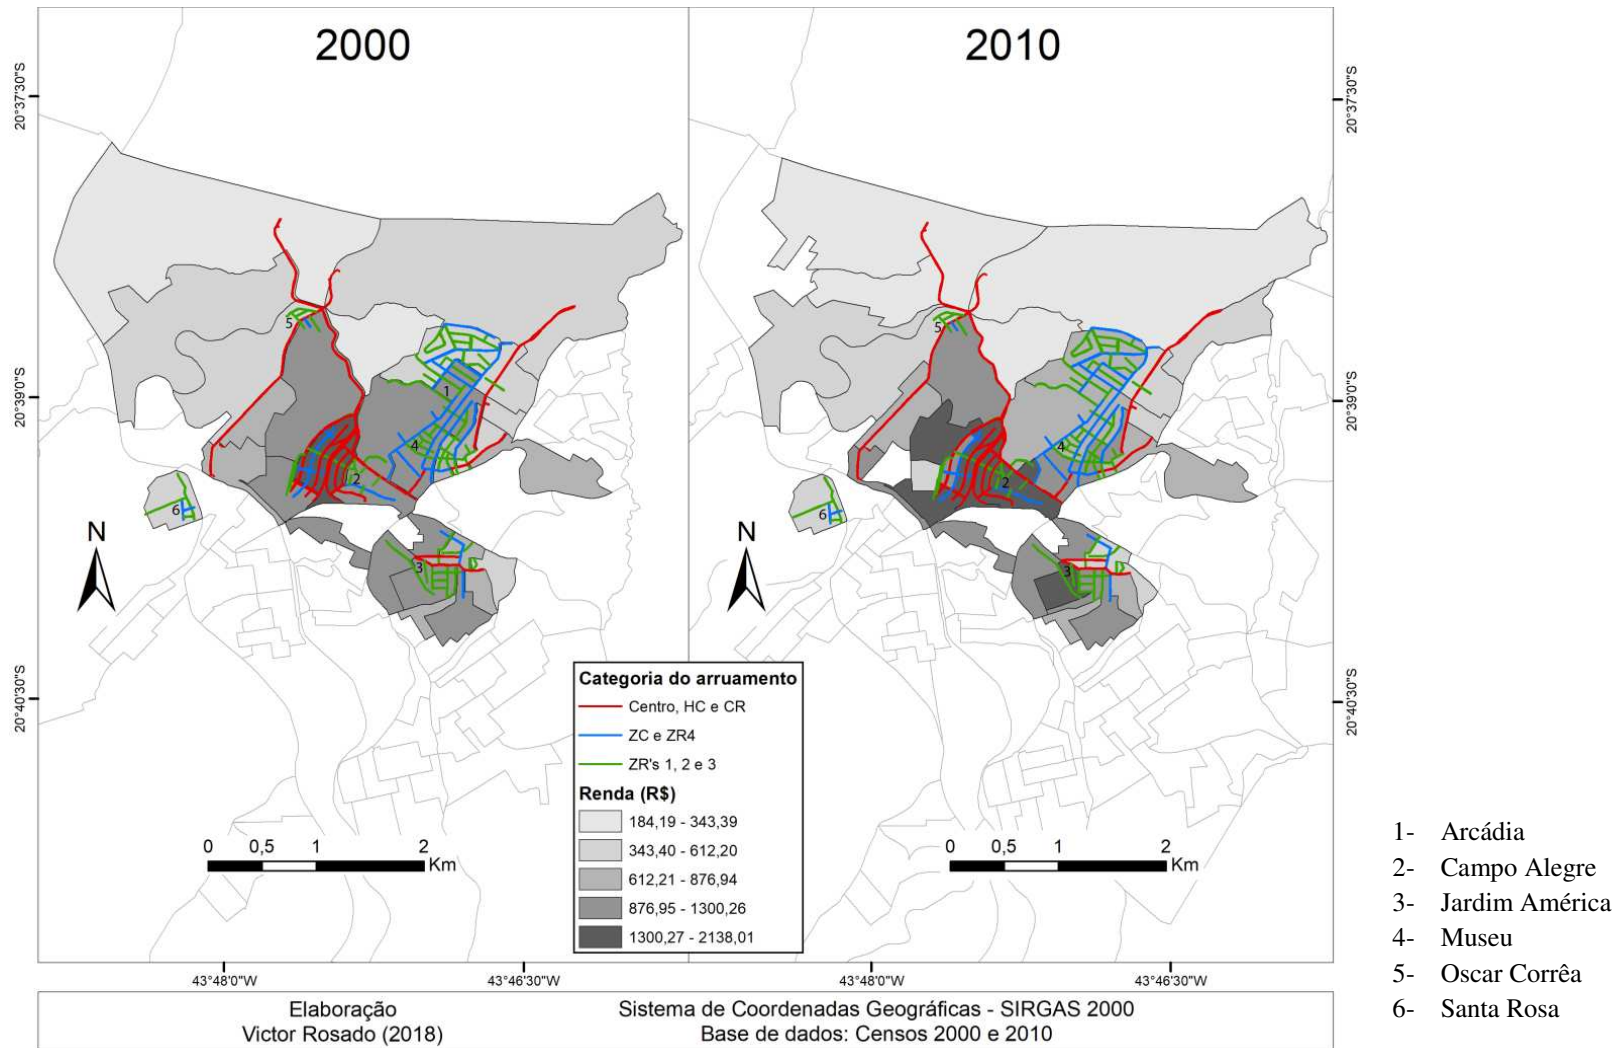 2000
2010
20°37'30"S
20°37'30"S
5
5
20°39'0"S
20°39'0"S
1
4
4
2
2
6
6
N
N
3
3
20°40'30"S
20°40'30"S
Categoria do arruamento
Centro, HC e CR
ZC e ZR4
ZR's 1, 2 e 3
Renda (R$)
184,19 - 343,39
343,40 - 612,20
612,21 - 876,94
876,95 - 1300,26
1300,27 - 2138,01
0 0,5 1 2
Km
0 0,5 1 2
Km
43°48'0"W
43°46'30"W
43°48'0"W
43°46'30"W
Elaboração
Victor Rosado (2018)
Sistema de Coordenadas Geográficas - SIRGAS 2000
Base de dados: Censos 2000 e 2010
1- Arcádia
2- Campo Alegre
3- Jardim América
4- Museu
5- Oscar Corrêa
6- Santa Rosa